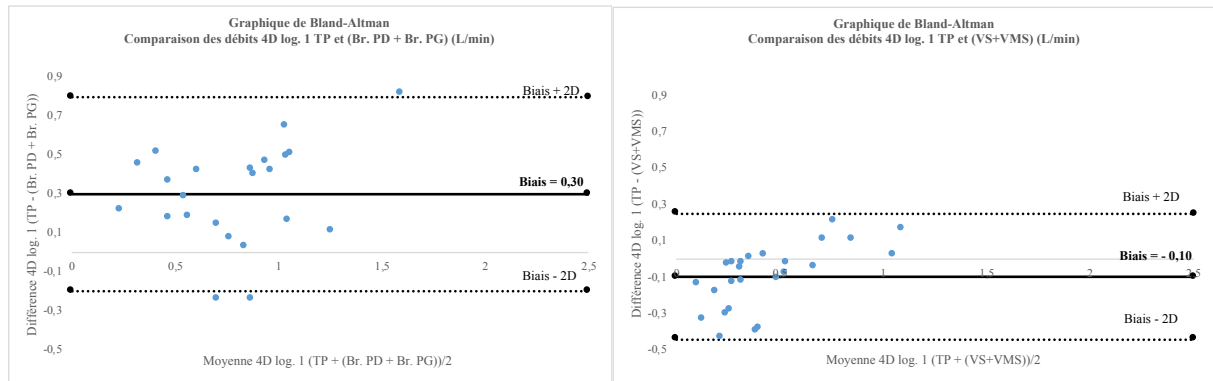 Graphique de Bland-Altman
Comparaison des débits 4D log. 1 TP et (Br. PD + Br. PG) (L/min)
Différence 4D log. 1 (TP - (Br. PD + Br. PG))
0,9
0,7
0,5
0,3
0,1
-0,1
-0,3
-0,5
Biais + 2D
Biais = 0,30
0
0,5
1
1,5
2
2,5
Biais - 2D
Moyenne 4D log. 1 (TP + (Br. PD + Br. PG))/2
Graphique de Bland-Altman
Comparaison des débits 4D log. 1 TP et (VS+VMS) (L/min)
Différence 4D log. 1 (TP - (VS+VMS))
0,9
0,7
0,5
0,3
0,1
-0,1
-0,3
-0,5
Biais + 2D
Biais = - 0,10
0
0,5
1
1,5
2
2,5
Biais - 2D
Moyenne 4D log. 1 (TP + (VS+VMS))/2